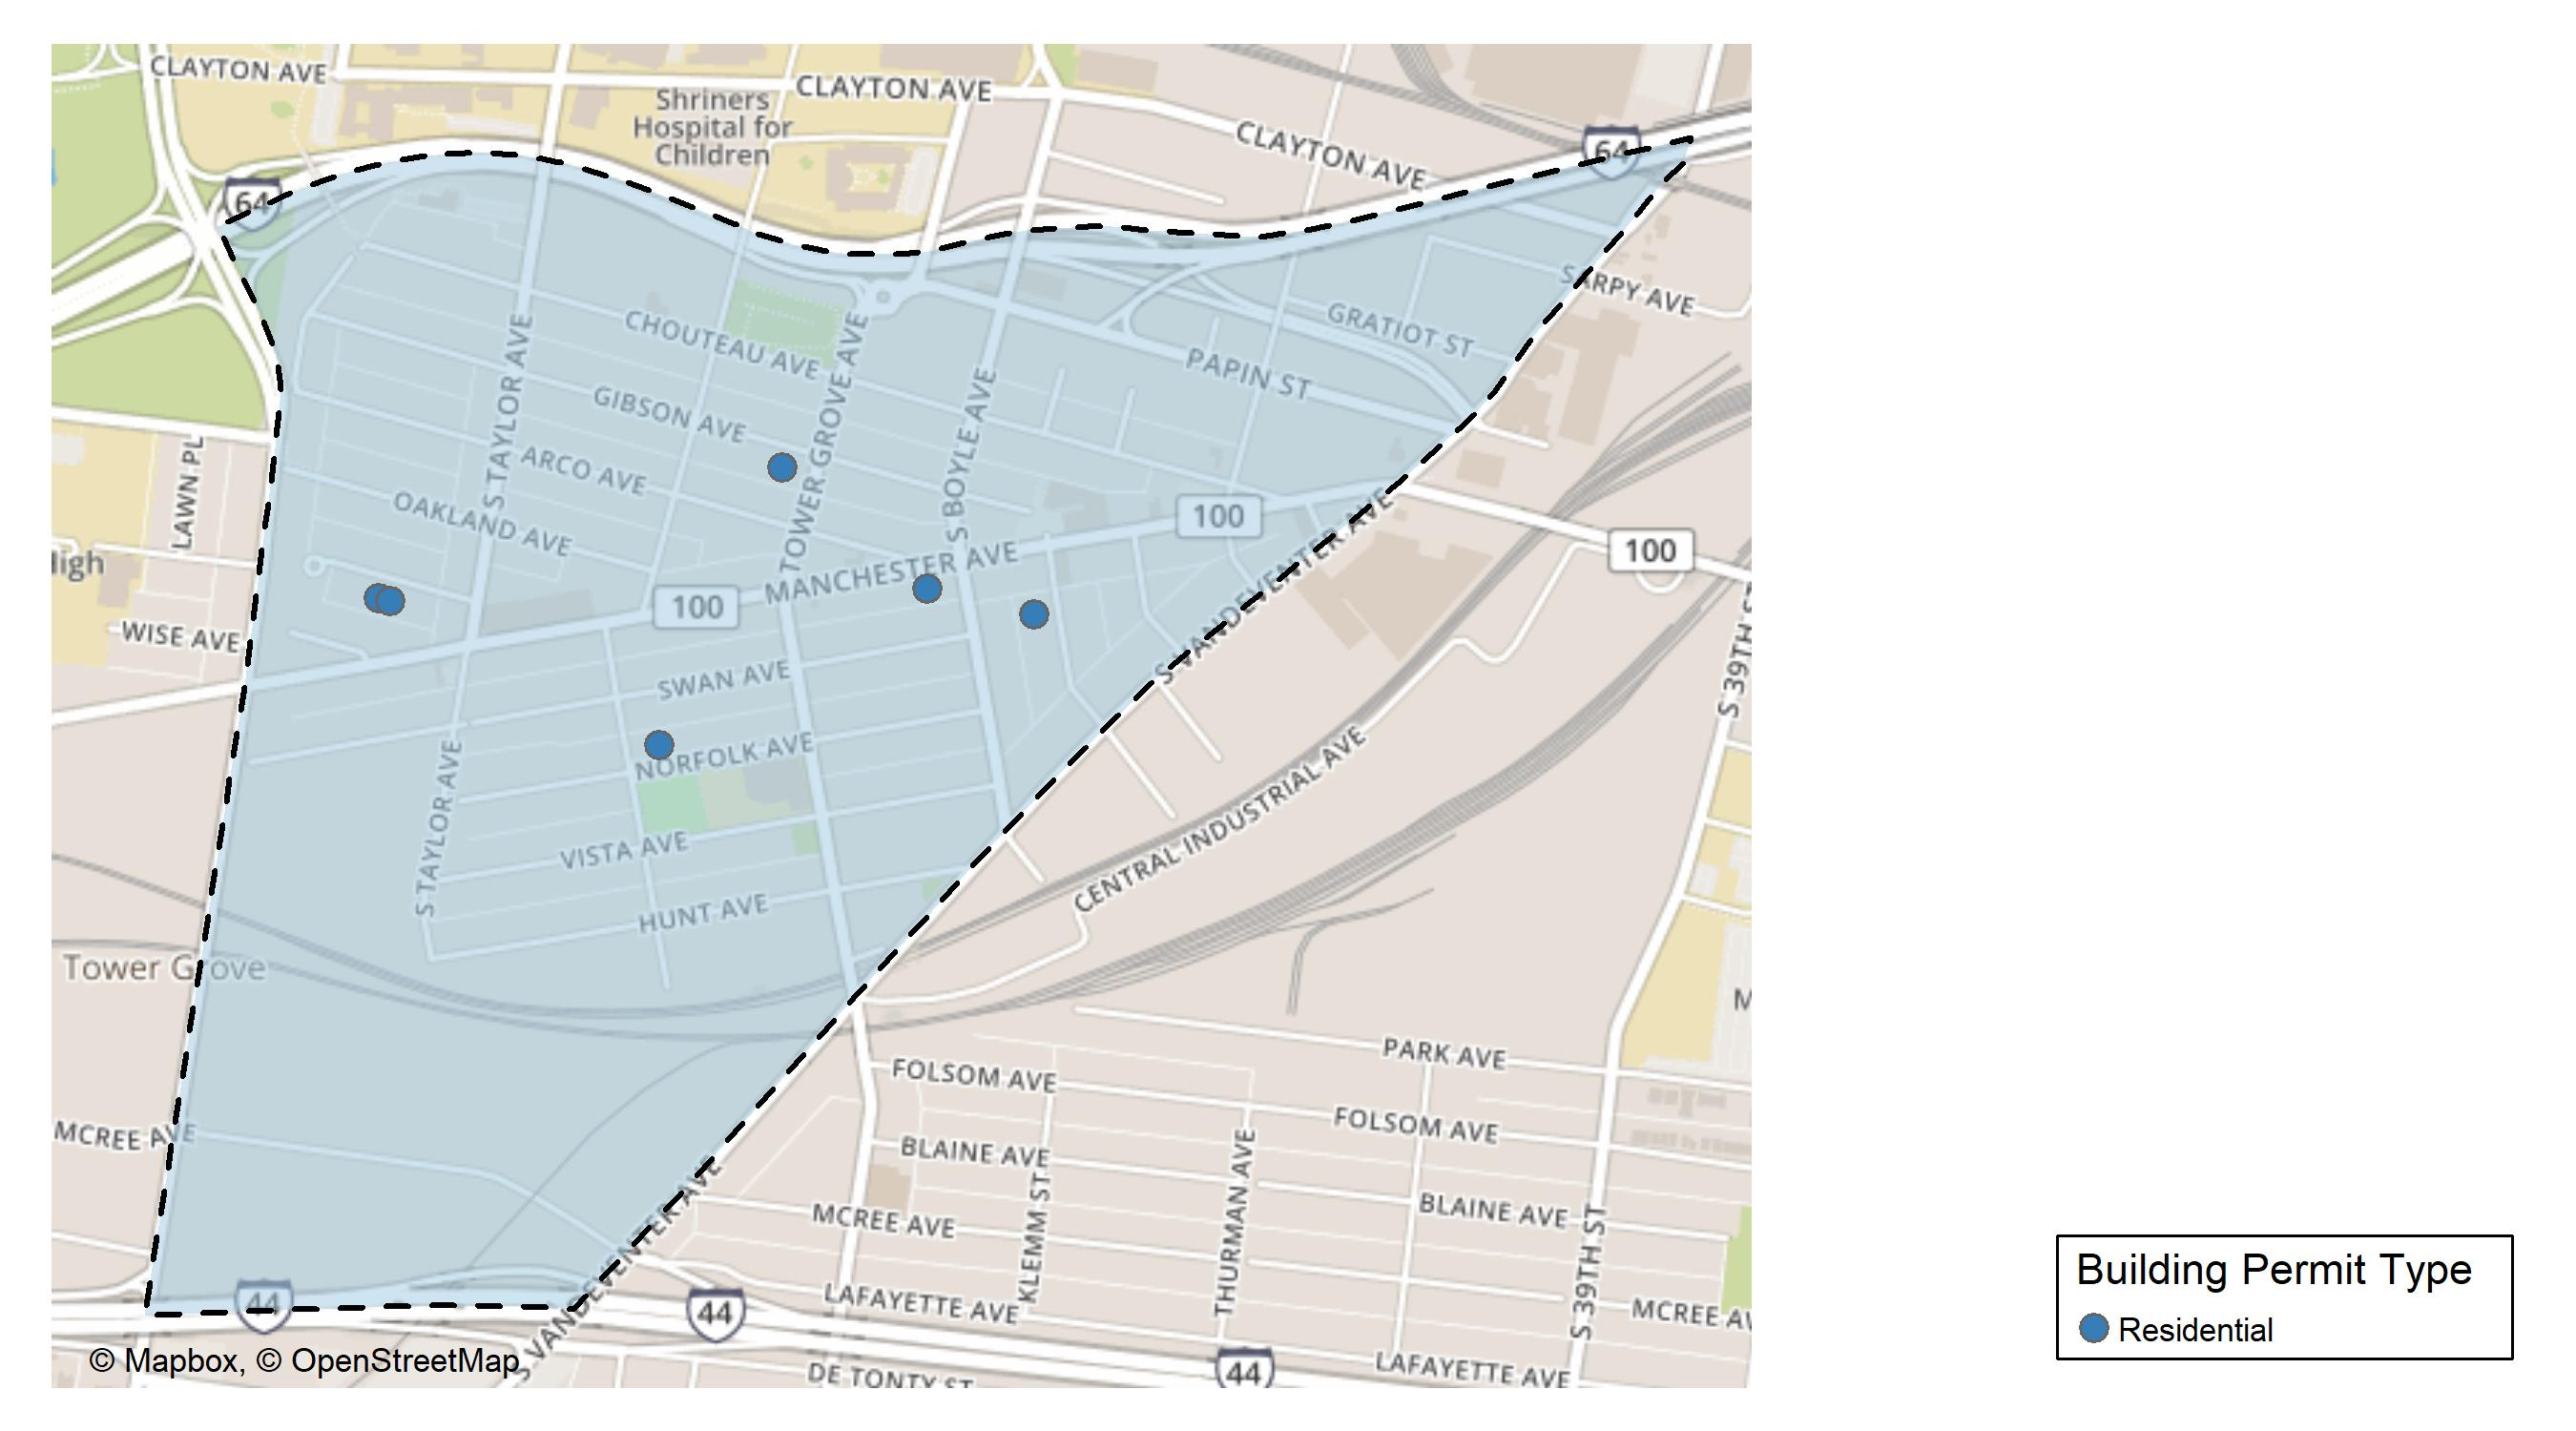 CLAYTON AVE
CLAYTON AVE
Shriners
Hospital for
Children
CLAYTON AVE
64
64
SARPY AVE
GRATIOT ST
CHOUTEAU AVE
PAPIN ST
GIBSON AVE
S TAYLOR AVE
TOWER GROVE AVE
S BOYLE AVE
ARCO AVE
LAWN PL
OAKLAND AVE
100
100
MANCHESTER AVE
100
S VANDEVENTER AVE
WISE AVE
SWAN AVE
S 39TH ST
NORFOLK AVE
CENTRAL INDUSTRIAL AVE
S TAYLOR AVE
VISTA AVE
HUNT AVE
Tower Grove
PARK AVE
FOLSOM AVE
FOLSOM AVE
MCREE AVE
BLAINE AVE
THURMAN AVE
KLEMM ST
BLAINE AVE
S 39TH ST
MCREE AVE
S VANDEVENTER AVE
44
44
LAFAYETTE AVE
MCREE AV
44
LAFAYETTE AVE
DE TONTY ST
© Mapbox, © OpenStreetMap
Building Permit Type
Residential